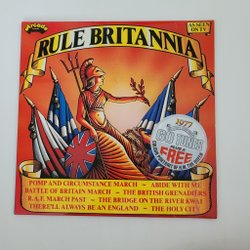 Arcade
AS SEEN
ON TV
RULE BRITANNIA
1977
GO TUNES
FREE
POMP AND CIRCUMSTANCE MARCH ~ ABIDE WITH ME
BATTLE OF BRITAIN MARCH ~ THE BRITISH GRENADIERS
R.A.F. MARCH PAST ~ THE BRIDGE ON THE RIVER KWAI
THERE'LL ALWAYS BE AN ENGLAND ~ THE HOLY CITY